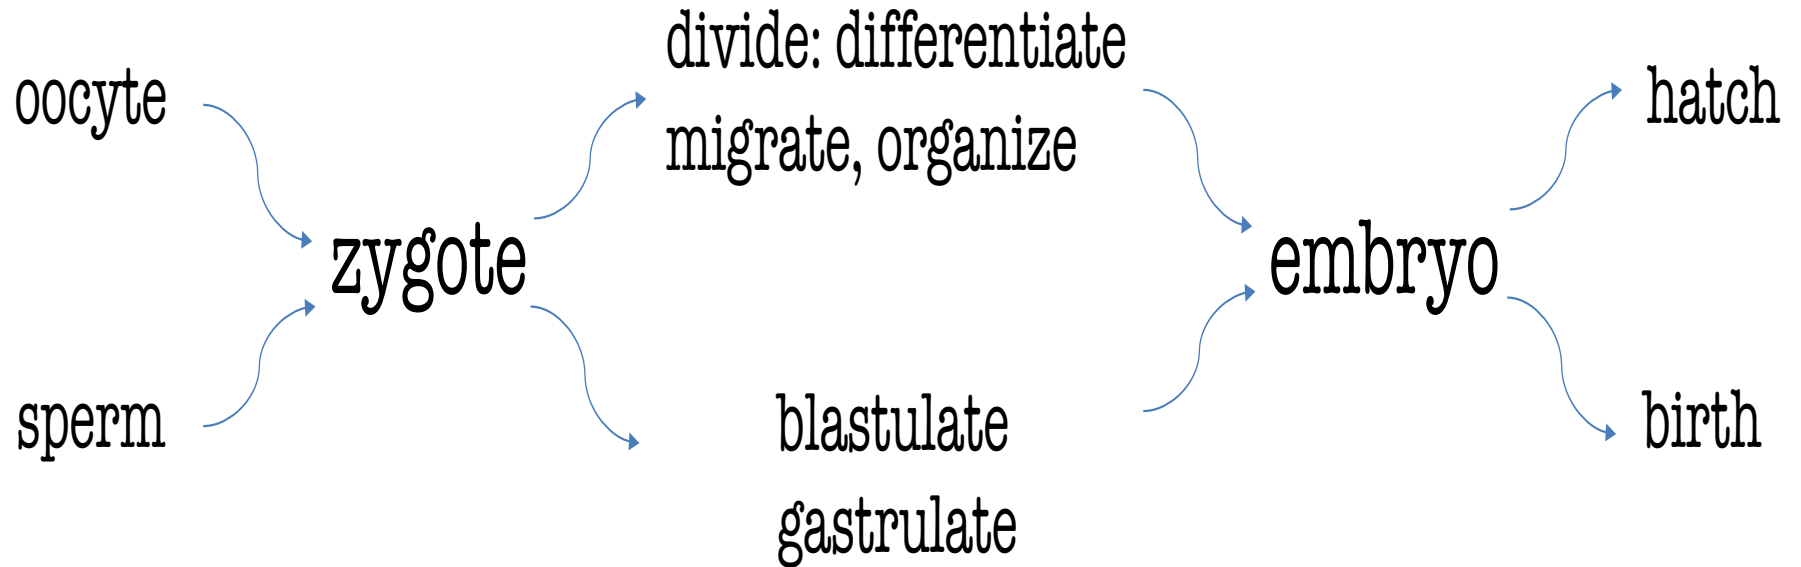 oocyte
sperm
zygote
divide: differentiate
migrate, organize
blastulate
gastrulate
embryo
hatch
birth